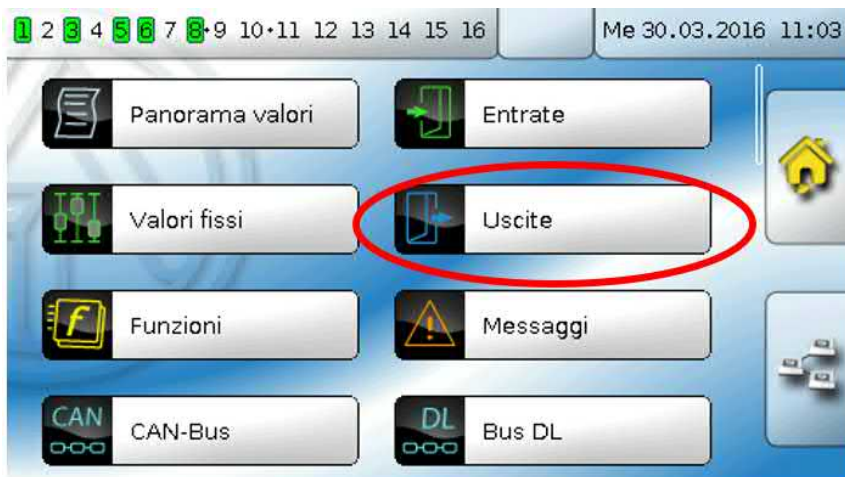 1 2 3 4 5 6 7 8·9 10·11 12 13 14 15 16 Me 30.03.2016 11:03
Panorama valori Entrate
Valori fissi Uscite
Funzioni Messaggi
CAN DL
CAN-Bus Bus DL